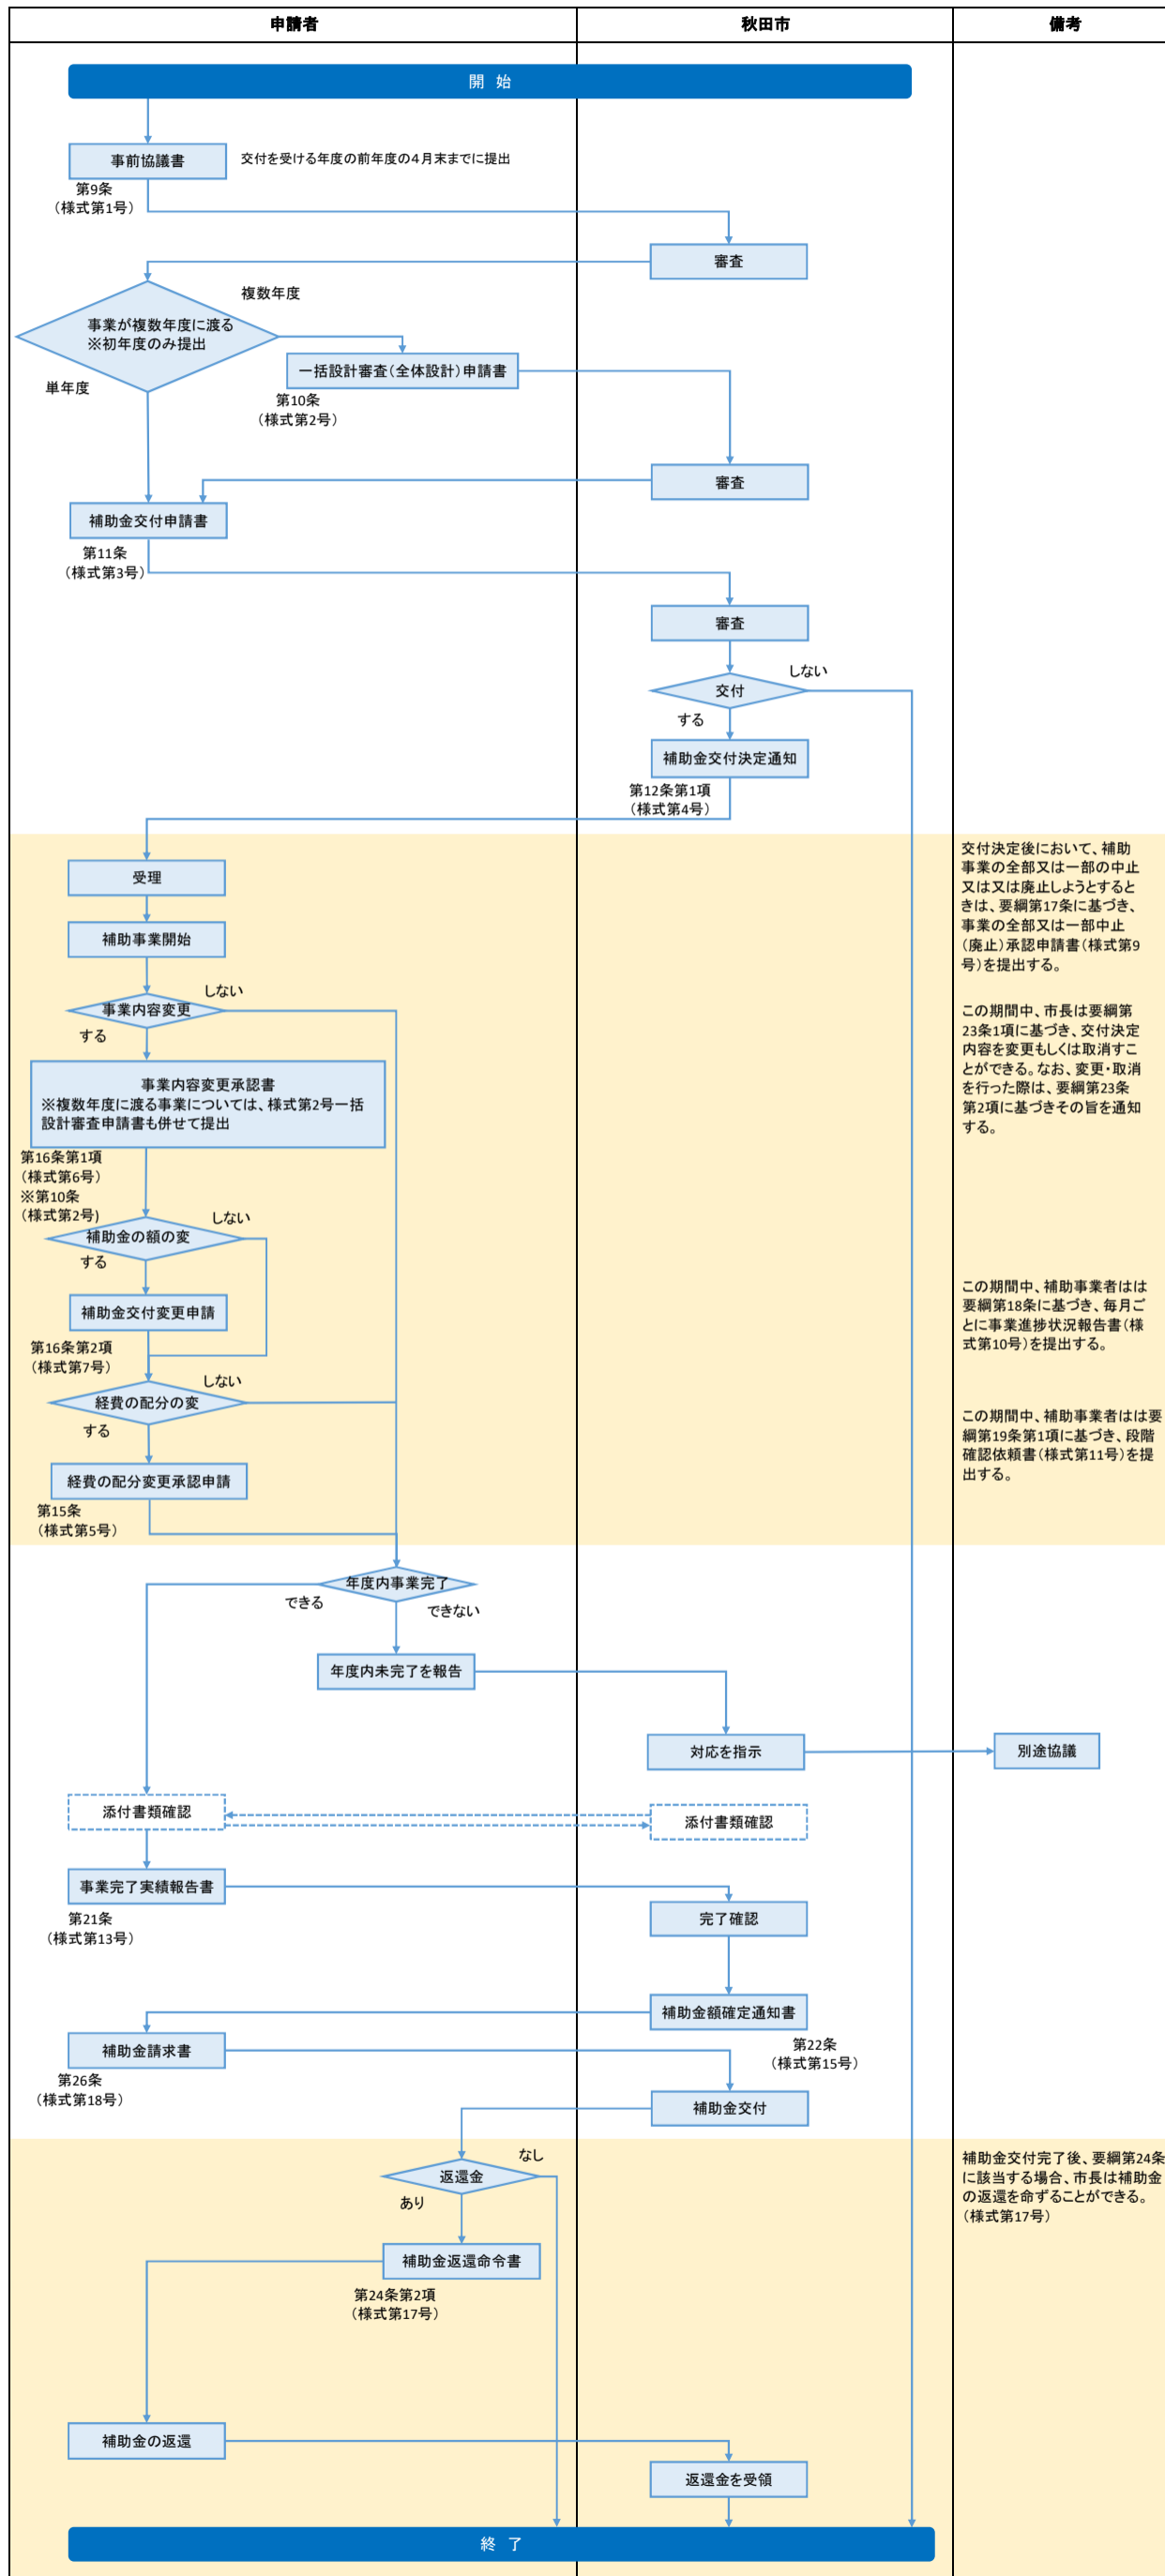 申請者
秋田市
備考
開 始
事前協議書
交付を受ける年度の前年度の4月末までに提出
第9条
（様式第1号）
審査
複数年度
事業が複数年度に渡る
※初年度のみ提出
単年度
一括設計審査（全体設計）申請書
第10条
（様式第2号）
審査
補助金交付申請書
第11条
（様式第3号）
審査
しない
交付
する
補助金交付決定通知
第12条第1項
（様式第4号）
受理
補助事業開始
しない
事業内容変更
する
事業内容変更承認書
※複数年度に渡る事業については、様式第2号一括
設計審査申請書も併せて提出
第16条第1項
（様式第6号）
※第10条
（様式第2号）
しない
補助金の額の変
する
補助金交付変更申請
第16条第2項
（様式第7号）
しない
経費の配分の変
する
経費の配分変更承認申請
第15条
（様式第5号）
交付決定後において、補助
事業の全部又は一部の中止
又は又は廃止しようとすると
きは、要綱第17条に基づき、
事業の全部又は一部中止
（廃止）承認申請書（様式第9
号）を提出する。
この期間中、市長は要綱第
23条1項に基づき、交付決定
内容を変更もしくは取消すこ
とができる。なお、変更・取消
を行った際は、要綱第23条
第2項に基づきその旨を通知
する。
この期間中、補助事業者はは
要綱第18条に基づき、毎月ご
とに事業進捗状況報告書（様
式第10号）を提出する。
この期間中、補助事業者はは要
綱第19条第1項に基づき、段階
確認依頼書（様式第11号）を提
出する。
年度内事業完了
できる
できない
年度内未完了を報告
対応を指示
別途協議
添付書類確認
添付書類確認
事業完了実績報告書
第21条
（様式第13号）
完了確認
補助金額確定通知書
第22条
（様式第15号）
補助金請求書
第26条
（様式第18号）
補助金交付
なし
返還金
あり
補助金返還命令書
第24条第2項
（様式第17号）
補助金交付完了後、要綱第24条
に該当する場合、市長は補助金
の返還を命ずることができる。
（様式第17号）
補助金の返還
返還金を受領
終 了